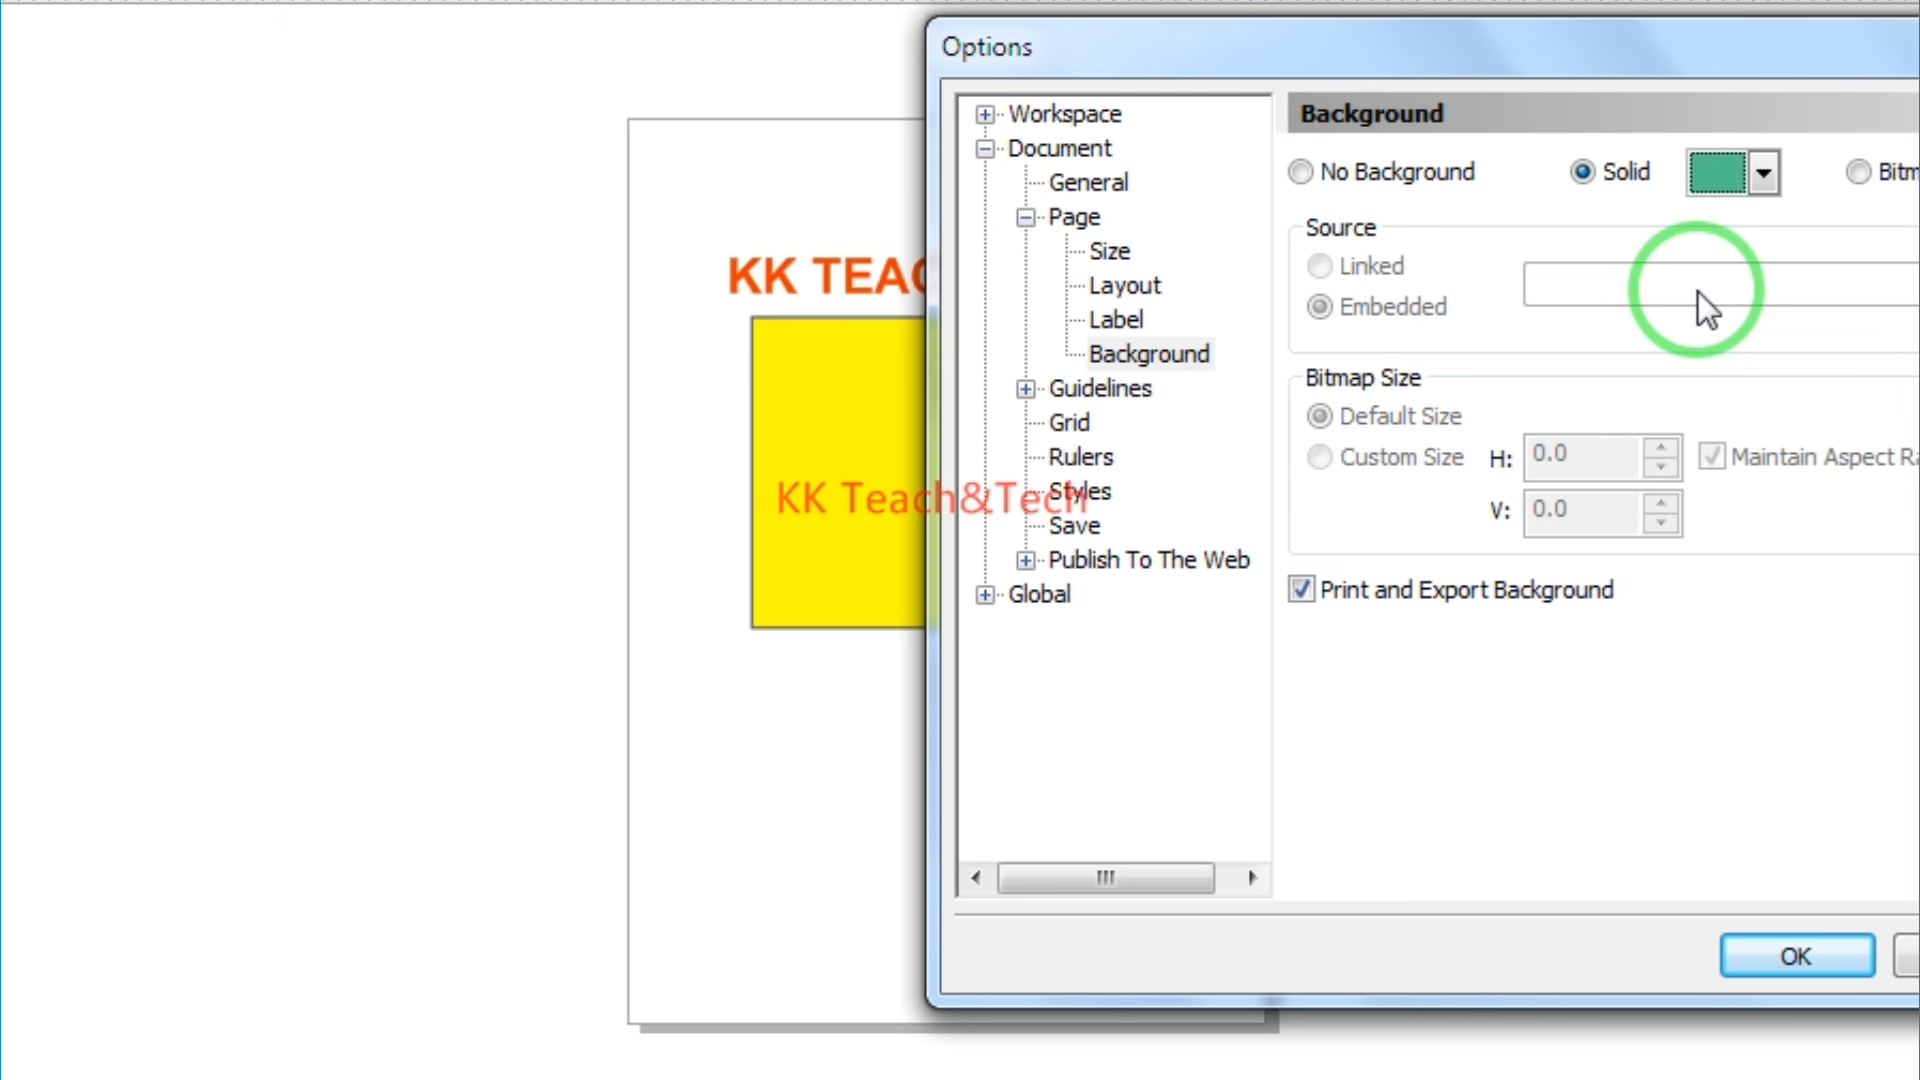 Options
Workspace
Document
General
Page
Size
Layout
Label
Background
Guidelines
Grid
Rulers
Styles
Save
Publish To The Web
Global
Background
No Background
Solid
Bitm
Source
Linked
Embedded
Bitmap Size
Default Size
Custom Size
H: 0.0
Maintain Aspect Ra
V: 0.0
Print and Export Background
OK
KK TEAC
KK Teach&Tech